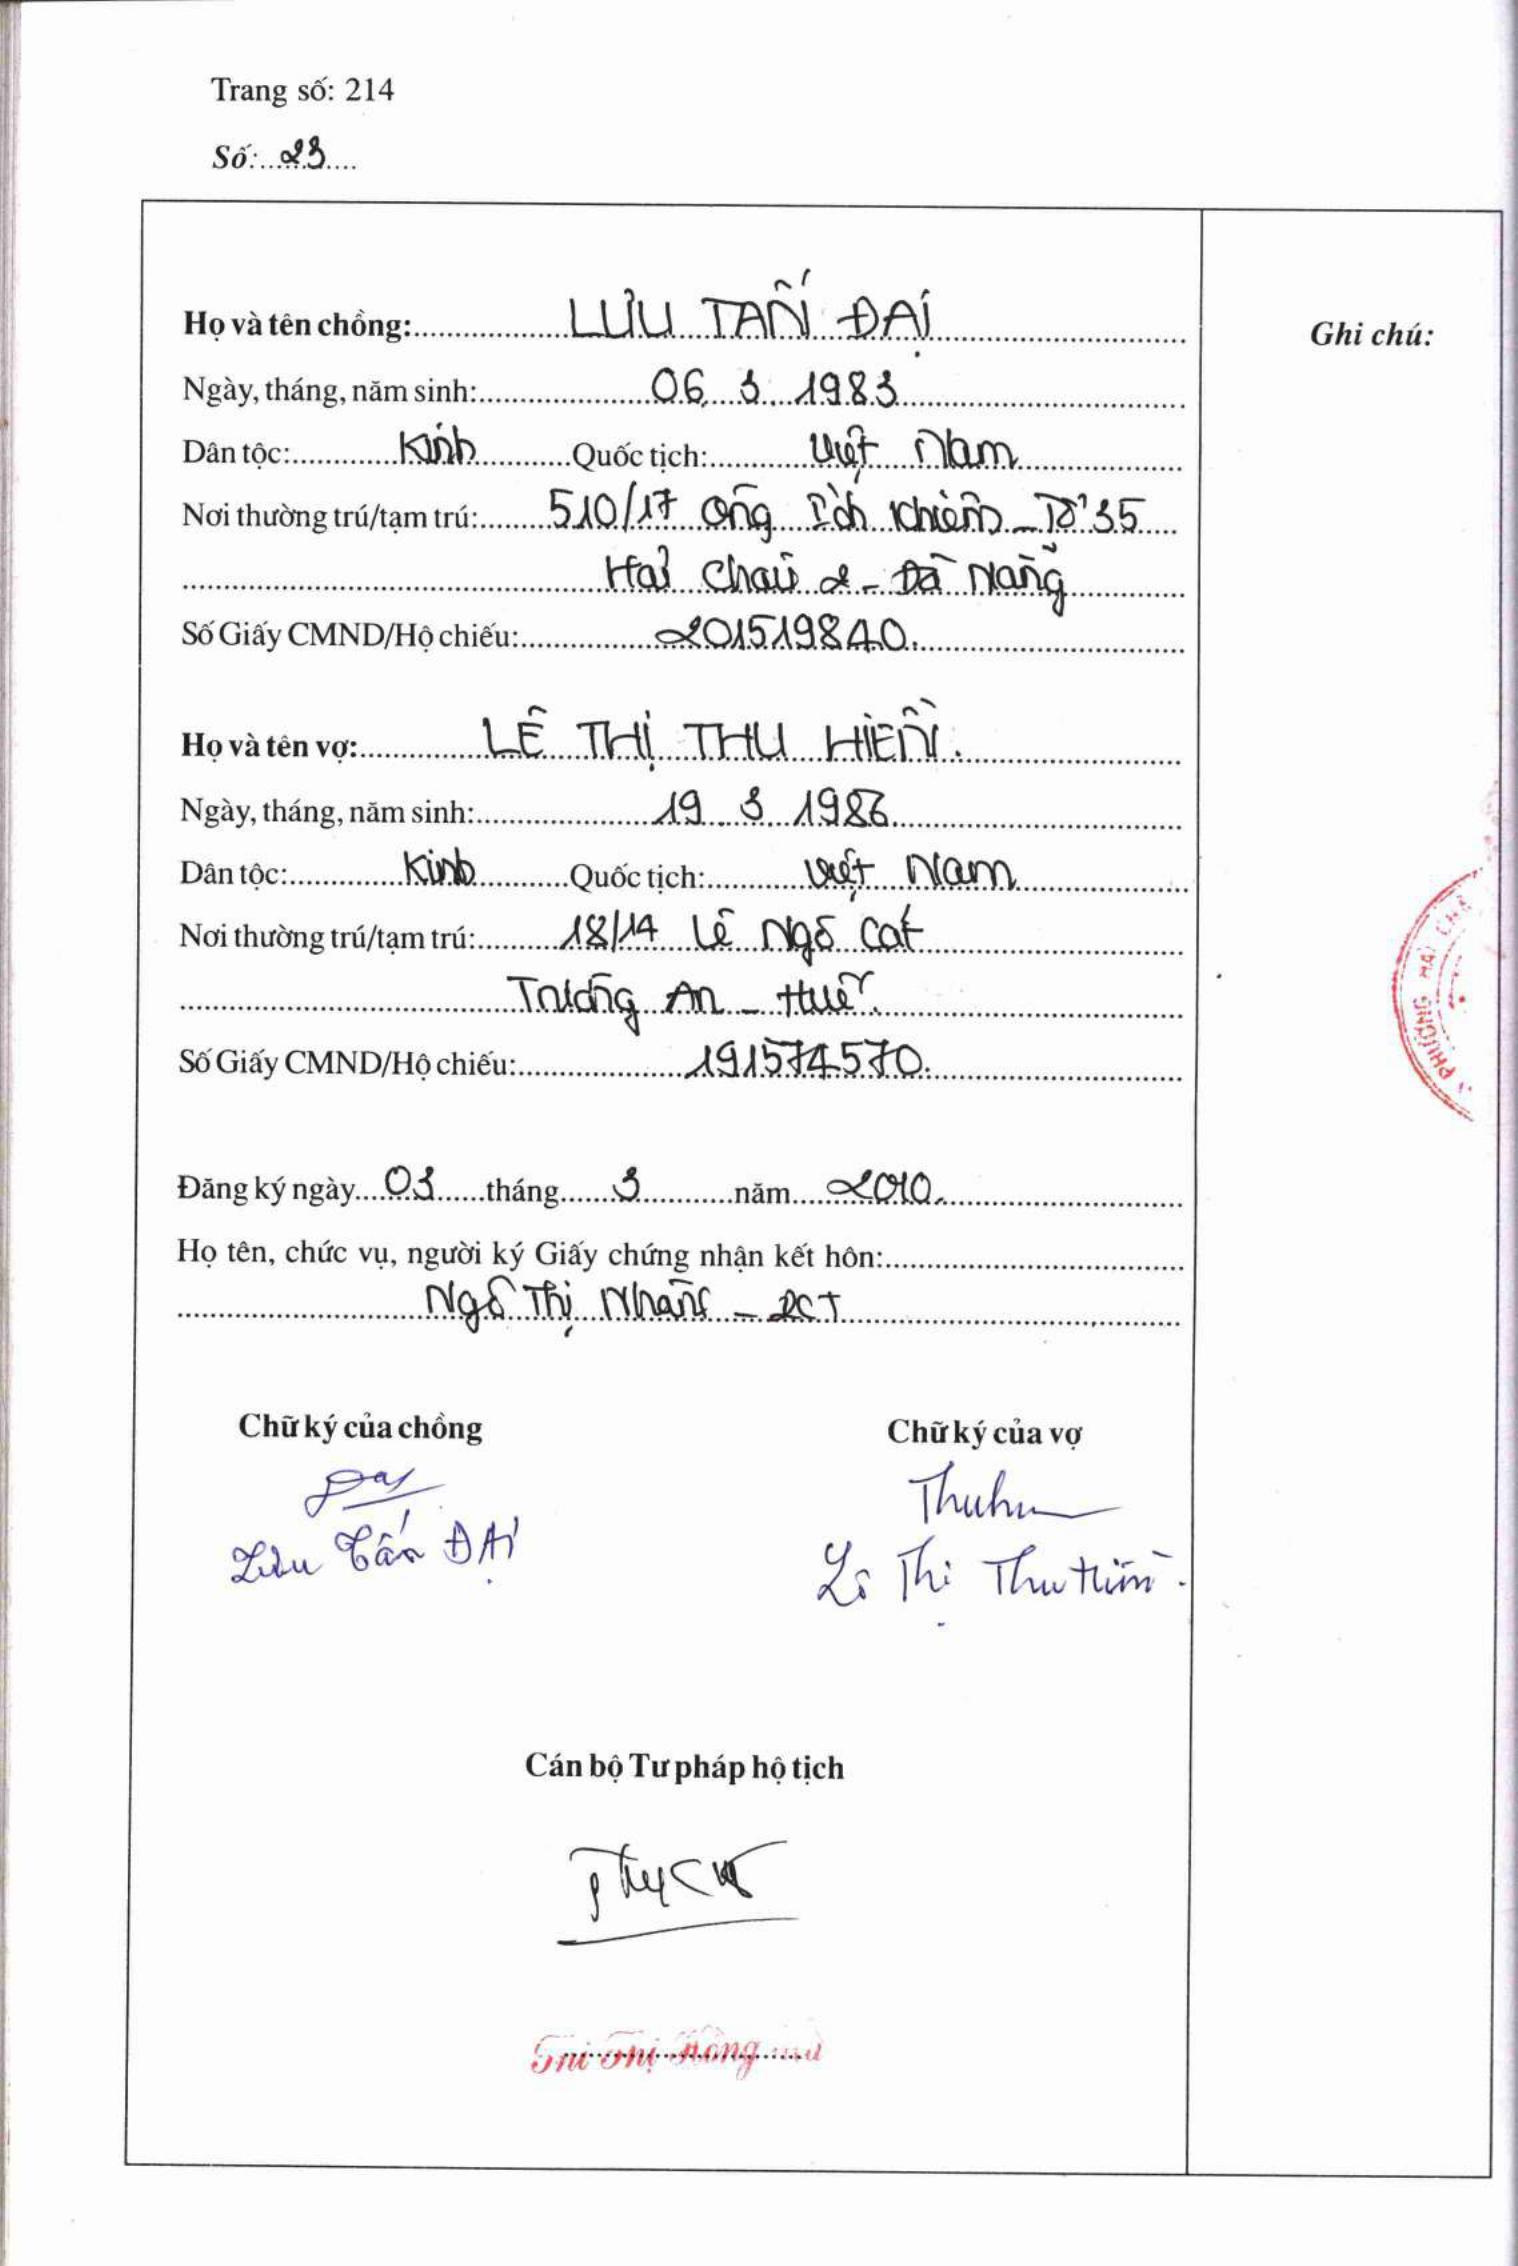 Trang số: 214
Số: 23
Họ và tên chồng: LƯU TẤN ĐẠI
Ghi chú:
Ngày, tháng, năm sinh: 06 3 1983
Dân tộc: Kinh Quốc tịch: Việt Nam
Nơi thường trú/tạm trú: 510/17 Ông Ích Khiêm - Tổ 35
Hải Châu 2 - Đà Nẵng
Số Giấy CMND/Hộ chiếu: 201519840.
Họ và tên vợ: LÊ THỊ THU HIỀN.
Ngày, tháng, năm sinh: 19 3 1986
Dân tộc: Kinh Quốc tịch: Việt Nam
Nơi thường trú/tạm trú: 18/14 Lê Ngô Cát
Trường An - Huế.
Số Giấy CMND/Hộ chiếu: 191574570.
PHƯỜNG HẢI CHÂ
Đăng ký ngày 03 tháng 3 năm 2010.
Họ tên, chức vụ, người ký Giấy chứng nhận kết hôn:
Ngô Thị Nhàng - PCT
Chữ ký của chồng Chữ ký của vợ
Lưu Tấn ĐẠI
Lê Thị Thu Hiền.
Cán bộ Tư pháp hộ tịch
Thị Hồng